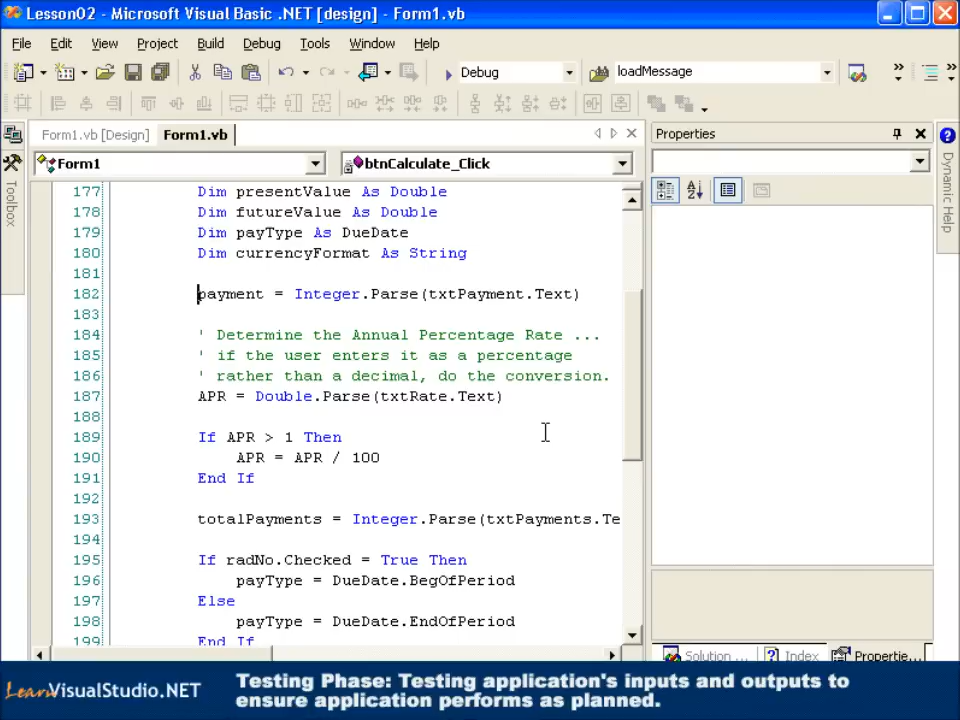 Lesson02 - Microsoft Visual Basic .NET [design] - Form1.vb
File Edit View Project Build Debug Tools Window Help
Debug loadMessage
Form1.vb [Design] Form1.vb
Properties
Form1 btnCalculate_Click
Toolbox
Dynamic Help
177 Dim presentValue As Double
178 Dim futureValue As Double
179 Dim payType As DueDate
180 Dim currencyFormat As String
181
182 payment = Integer.Parse(txtPayment.Text)
183
184 ' Determine the Annual Percentage Rate ...
185 ' if the user enters it as a percentage
186 ' rather than a decimal, do the conversion.
187 APR = Double.Parse(txtRate.Text)
188
189 If APR > 1 Then
190 APR = APR / 100
191 End If
192
193 totalPayments = Integer.Parse(txtPayments.Te
194
195 If radNo.Checked = True Then
196 payType = DueDate.BegOfPeriod
197 Else
198 payType = DueDate.EndOfPeriod
199 End If
Solution ... Index Propertie...
LearnVisualStudio.NET
Testing Phase: Testing application's inputs and outputs to
ensure application performs as planned.